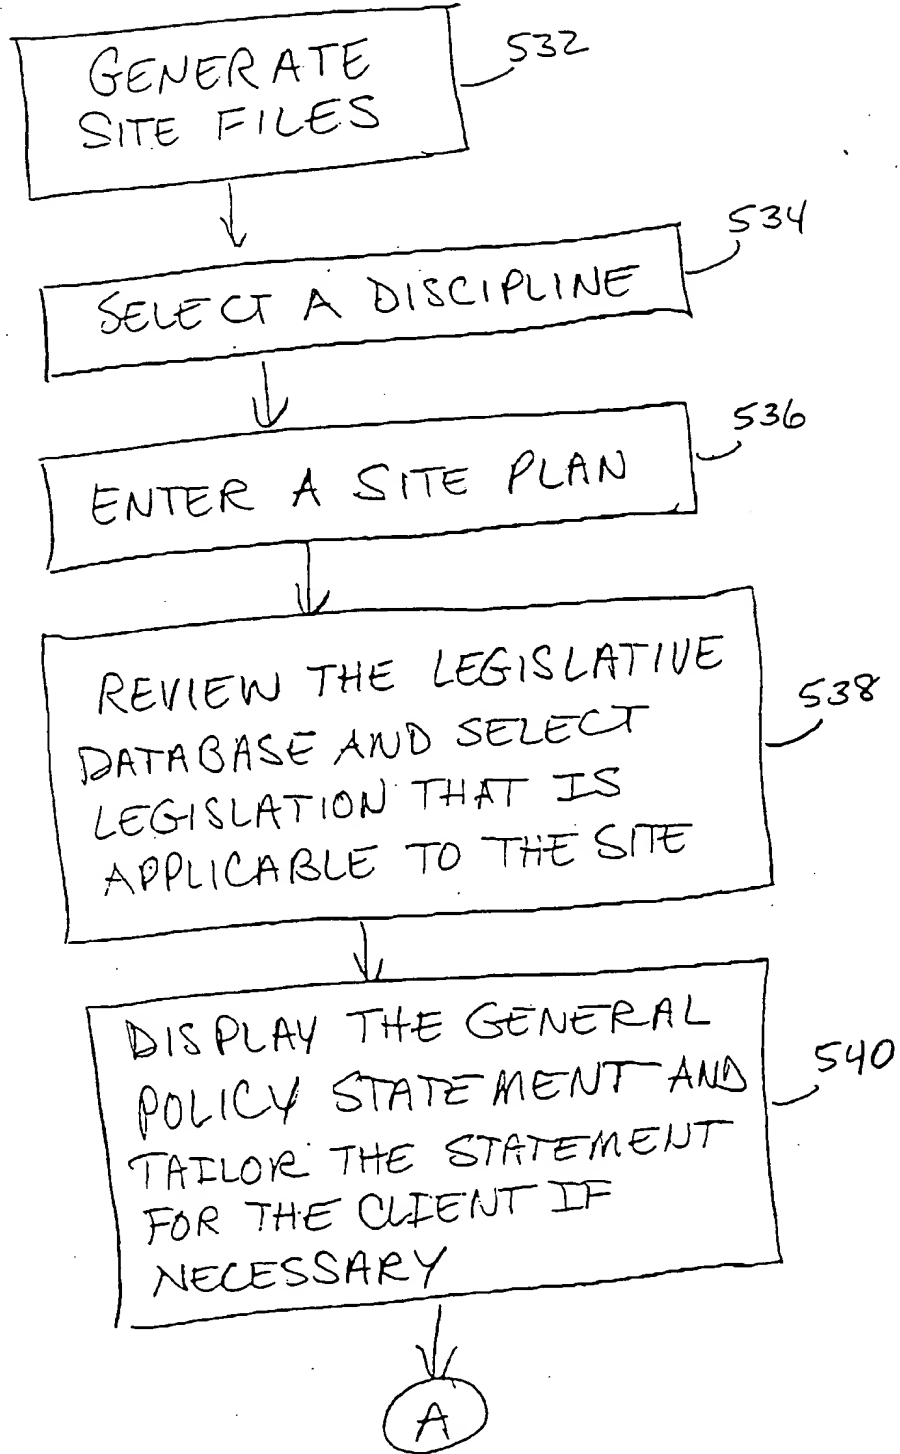 GENERATE
SITE FILES
532
SELECT A DISCIPLINE
534
ENTER A SITE PLAN
536
REVIEW THE LEGISLATIVE
DATABASE AND SELECT
LEGISLATION THAT IS
APPLICABLE TO THE SITE
538
DISPLAY THE GENERAL
POLICY STATEMENT AND
TAILOR THE STATEMENT
FOR THE CLIENT IF
NECESSARY
540
A